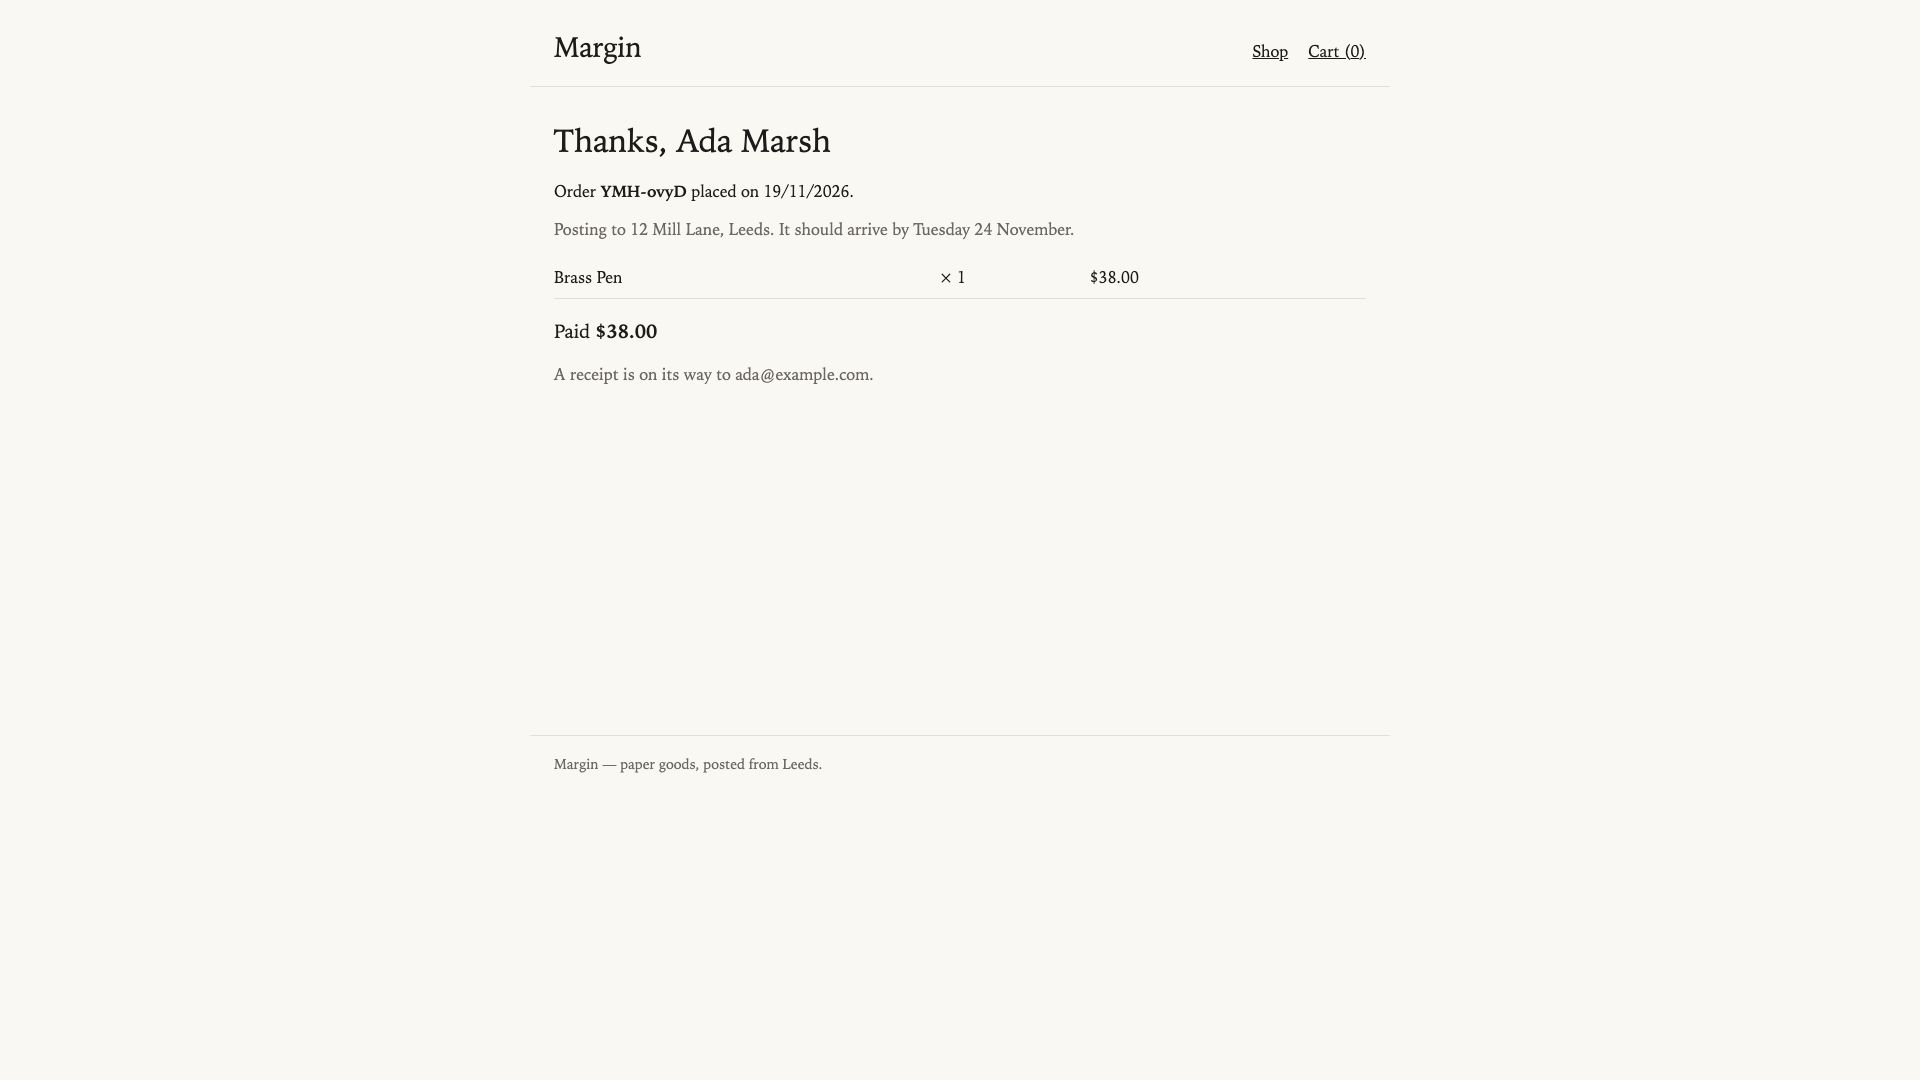 Margin
Shop Cart (0)
Thanks, Ada Marsh
Order YMH-ovyD placed on 19/11/2026.
Posting to 12 Mill Lane, Leeds. It should arrive by Tuesday 24 November.
Brass Pen × 1 $38.00
Paid $38.00
A receipt is on its way to ada@example.com.
Margin — paper goods, posted from Leeds.